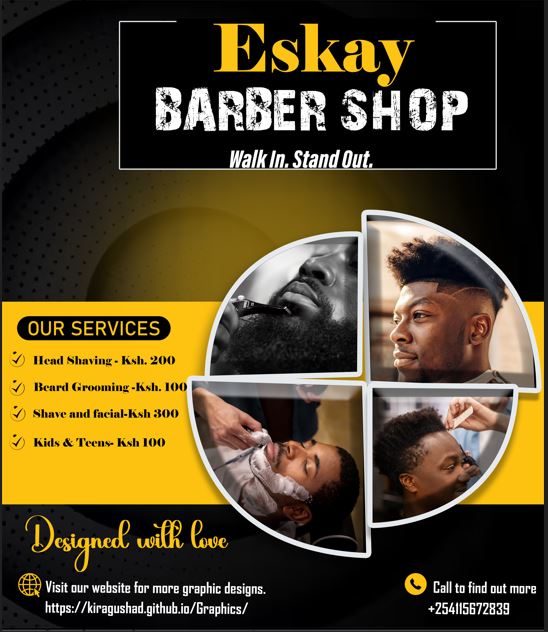 Eskay
BARBER SHOP
Walk In. Stand Out.
OUR SERVICES
Head Shaving - Ksh. 200
Beard Grooming -Ksh. 100
Shave and facial-Ksh 300
Kids & Teens- Ksh 100
Designed with love
Visit our website for more graphic designs.
https://kiragushad.github.io/Graphics/
Call to find out more
+254115672839